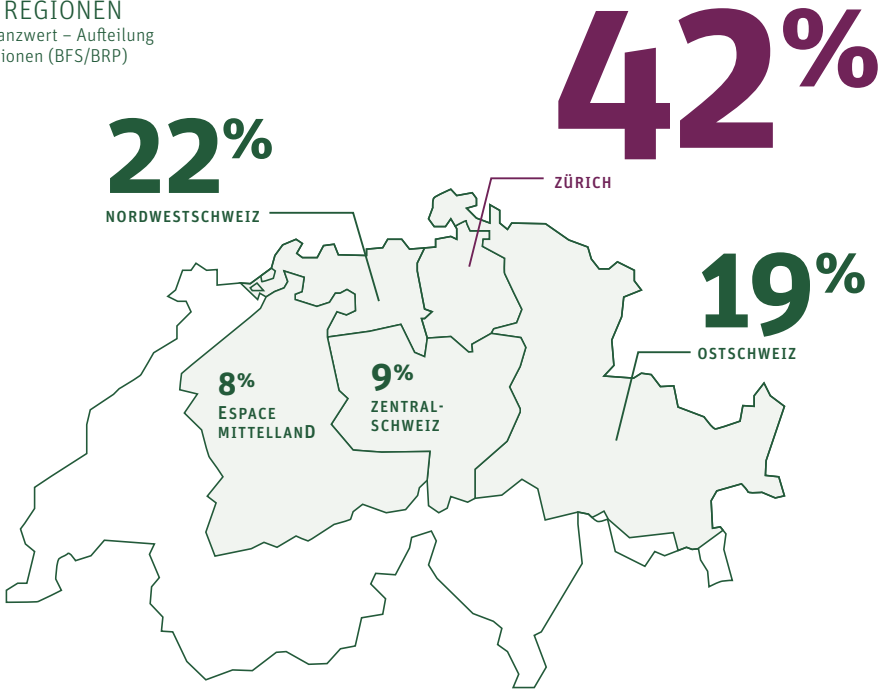 REGIONEN
anzwert – Aufteilung
ionen (BFS/BRP)
42%
ZÜRICH
22%
NORDWESTSCHWEIZ
19%
OSTSCHWEIZ
8%
ESPACE
MITTELLAND
9%
ZENTRAL-
SCHWEIZ